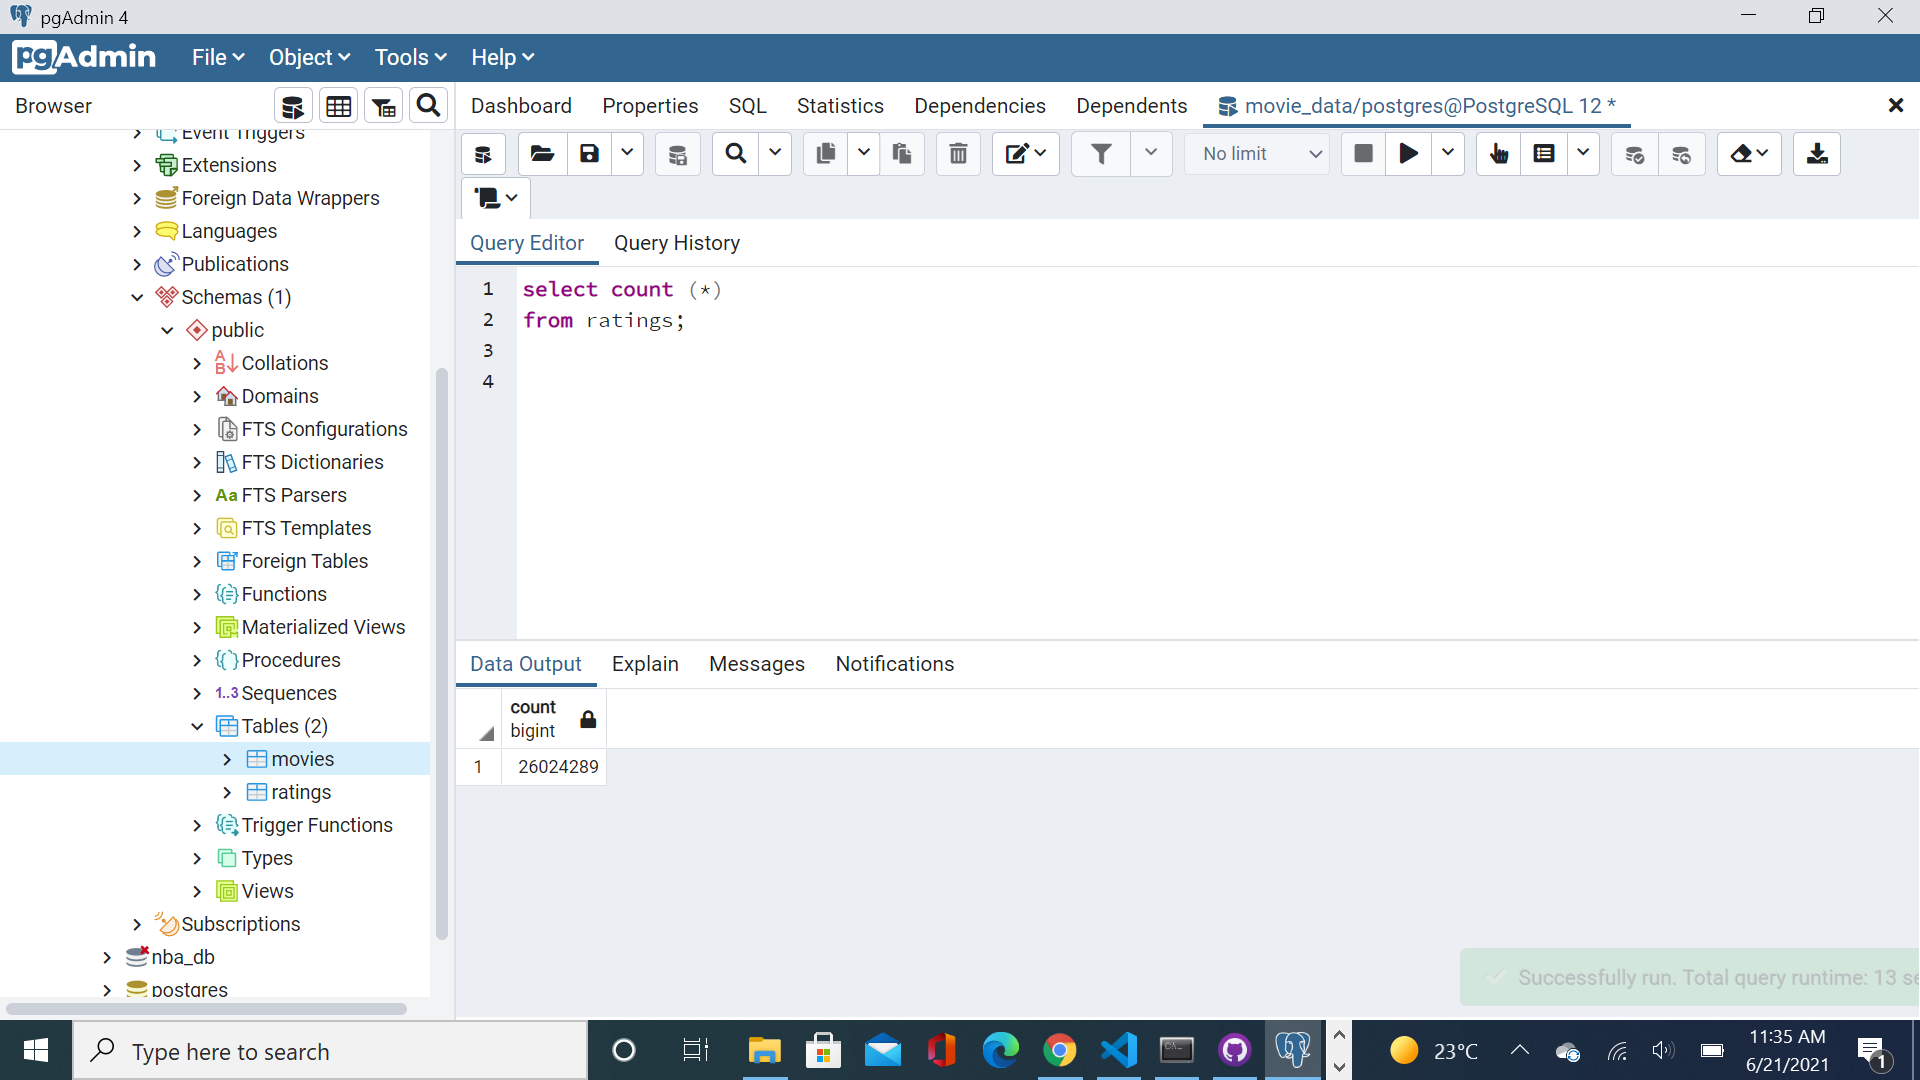 pgAdmin 4
pgAdmin File Object Tools Help
Browser
Dashboard Properties SQL Statistics Dependencies Dependents movie_data/postgres@PostgreSQL 12 *
No limit
Event Triggers
Extensions
Foreign Data Wrappers
Languages
Publications
Schemas (1)
public
Collations
Domains
FTS Configurations
FTS Dictionaries
Aa FTS Parsers
FTS Templates
Foreign Tables
Functions
Materialized Views
Procedures
1..3 Sequences
Tables (2)
movies
ratings
Trigger Functions
Types
Views
Subscriptions
nba_db
postgres
Query Editor Query History
1 select count (*)
2 from ratings;
3
4
Data Output Explain Messages Notifications
count
bigint
1 26024289
Successfully run. Total query runtime: 13 se
Type here to search
23°C
11:35 AM
6/21/2021
1